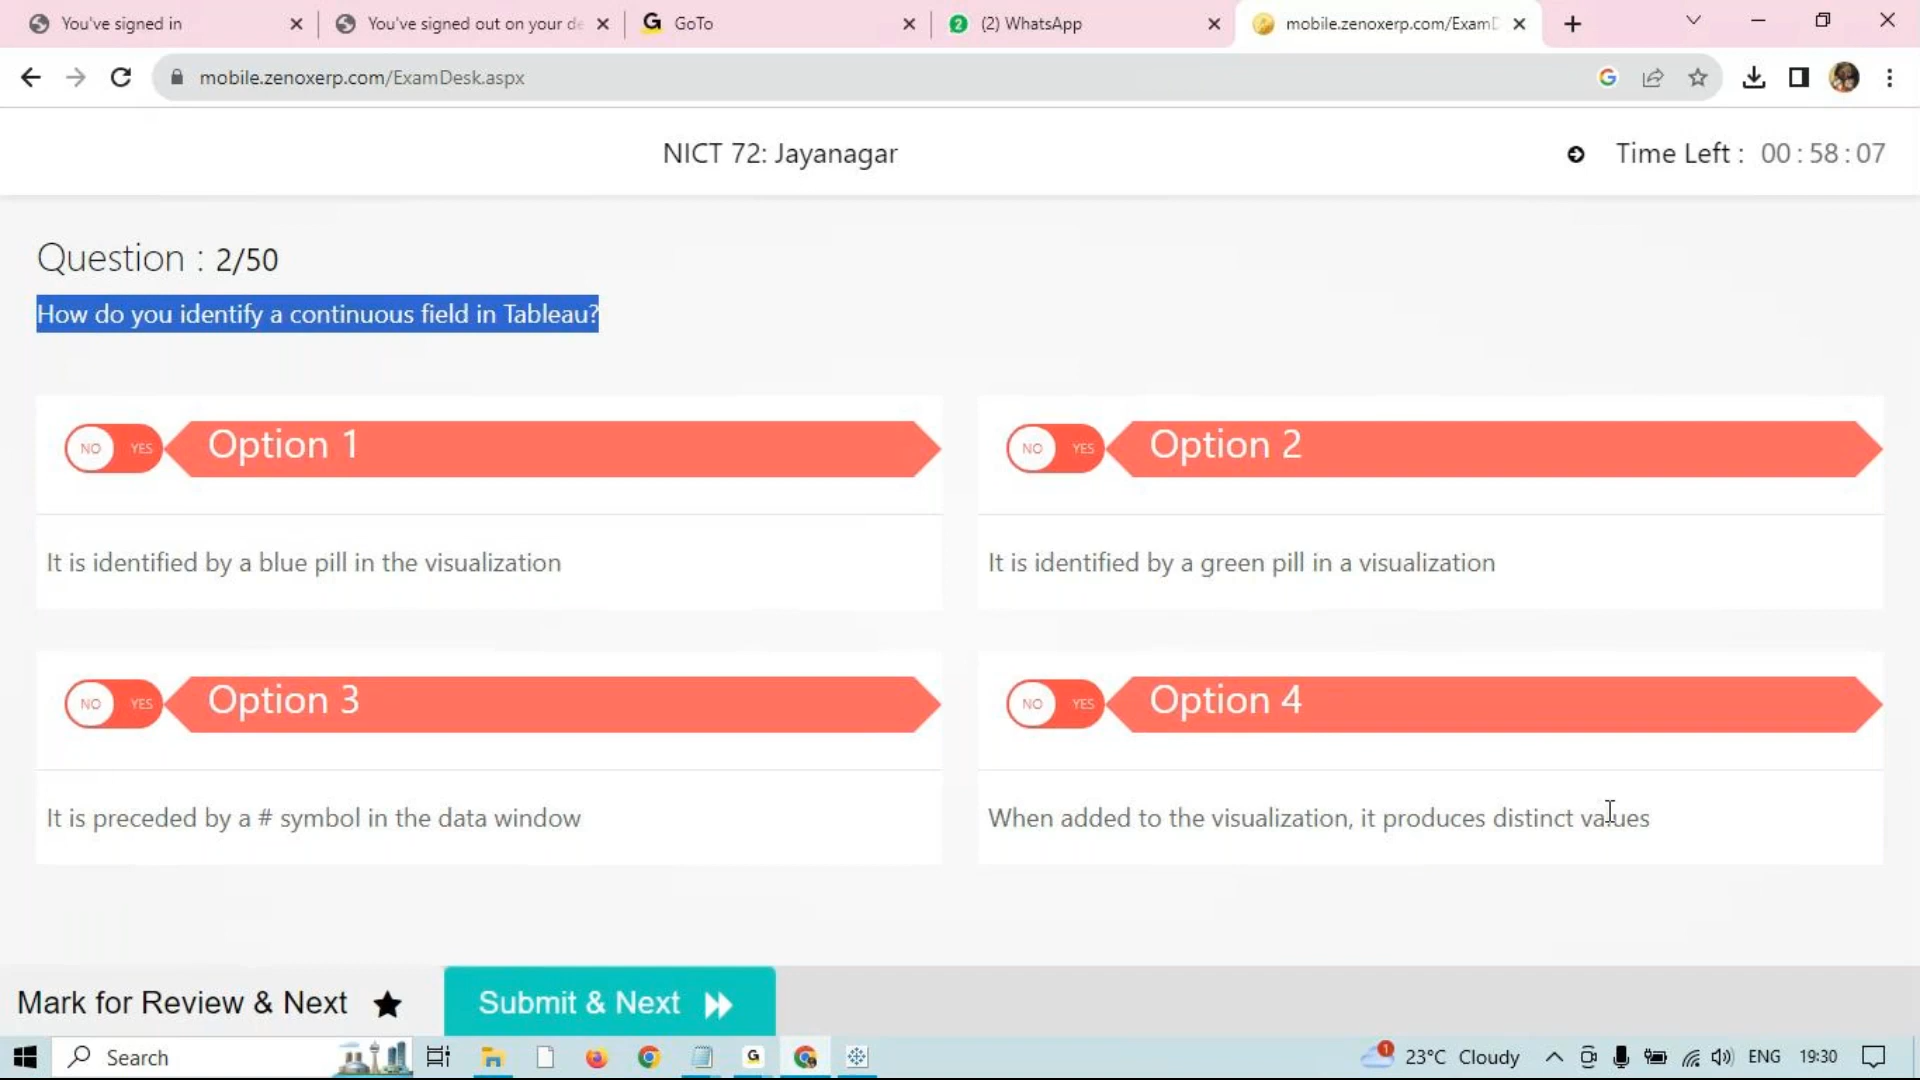 You've signed in
You've signed out on your de
GoTo
(2) WhatsApp
mobile.zenoxerp.com/ExamD
mobile.zenoxerp.com/ExamDesk.aspx
NICT 72: Jayanagar
Time Left : 00 : 58 : 07
Question : 2/50
How do you identify a continuous field in Tableau?
NO YES Option 1
It is identified by a blue pill in the visualization
NO YES Option 2
It is identified by a green pill in a visualization
NO YES Option 3
It is preceded by a # symbol in the data window
NO YES Option 4
When added to the visualization, it produces distinct values
Mark for Review & Next
Submit & Next
Search
23°C Cloudy
ENG
19:30